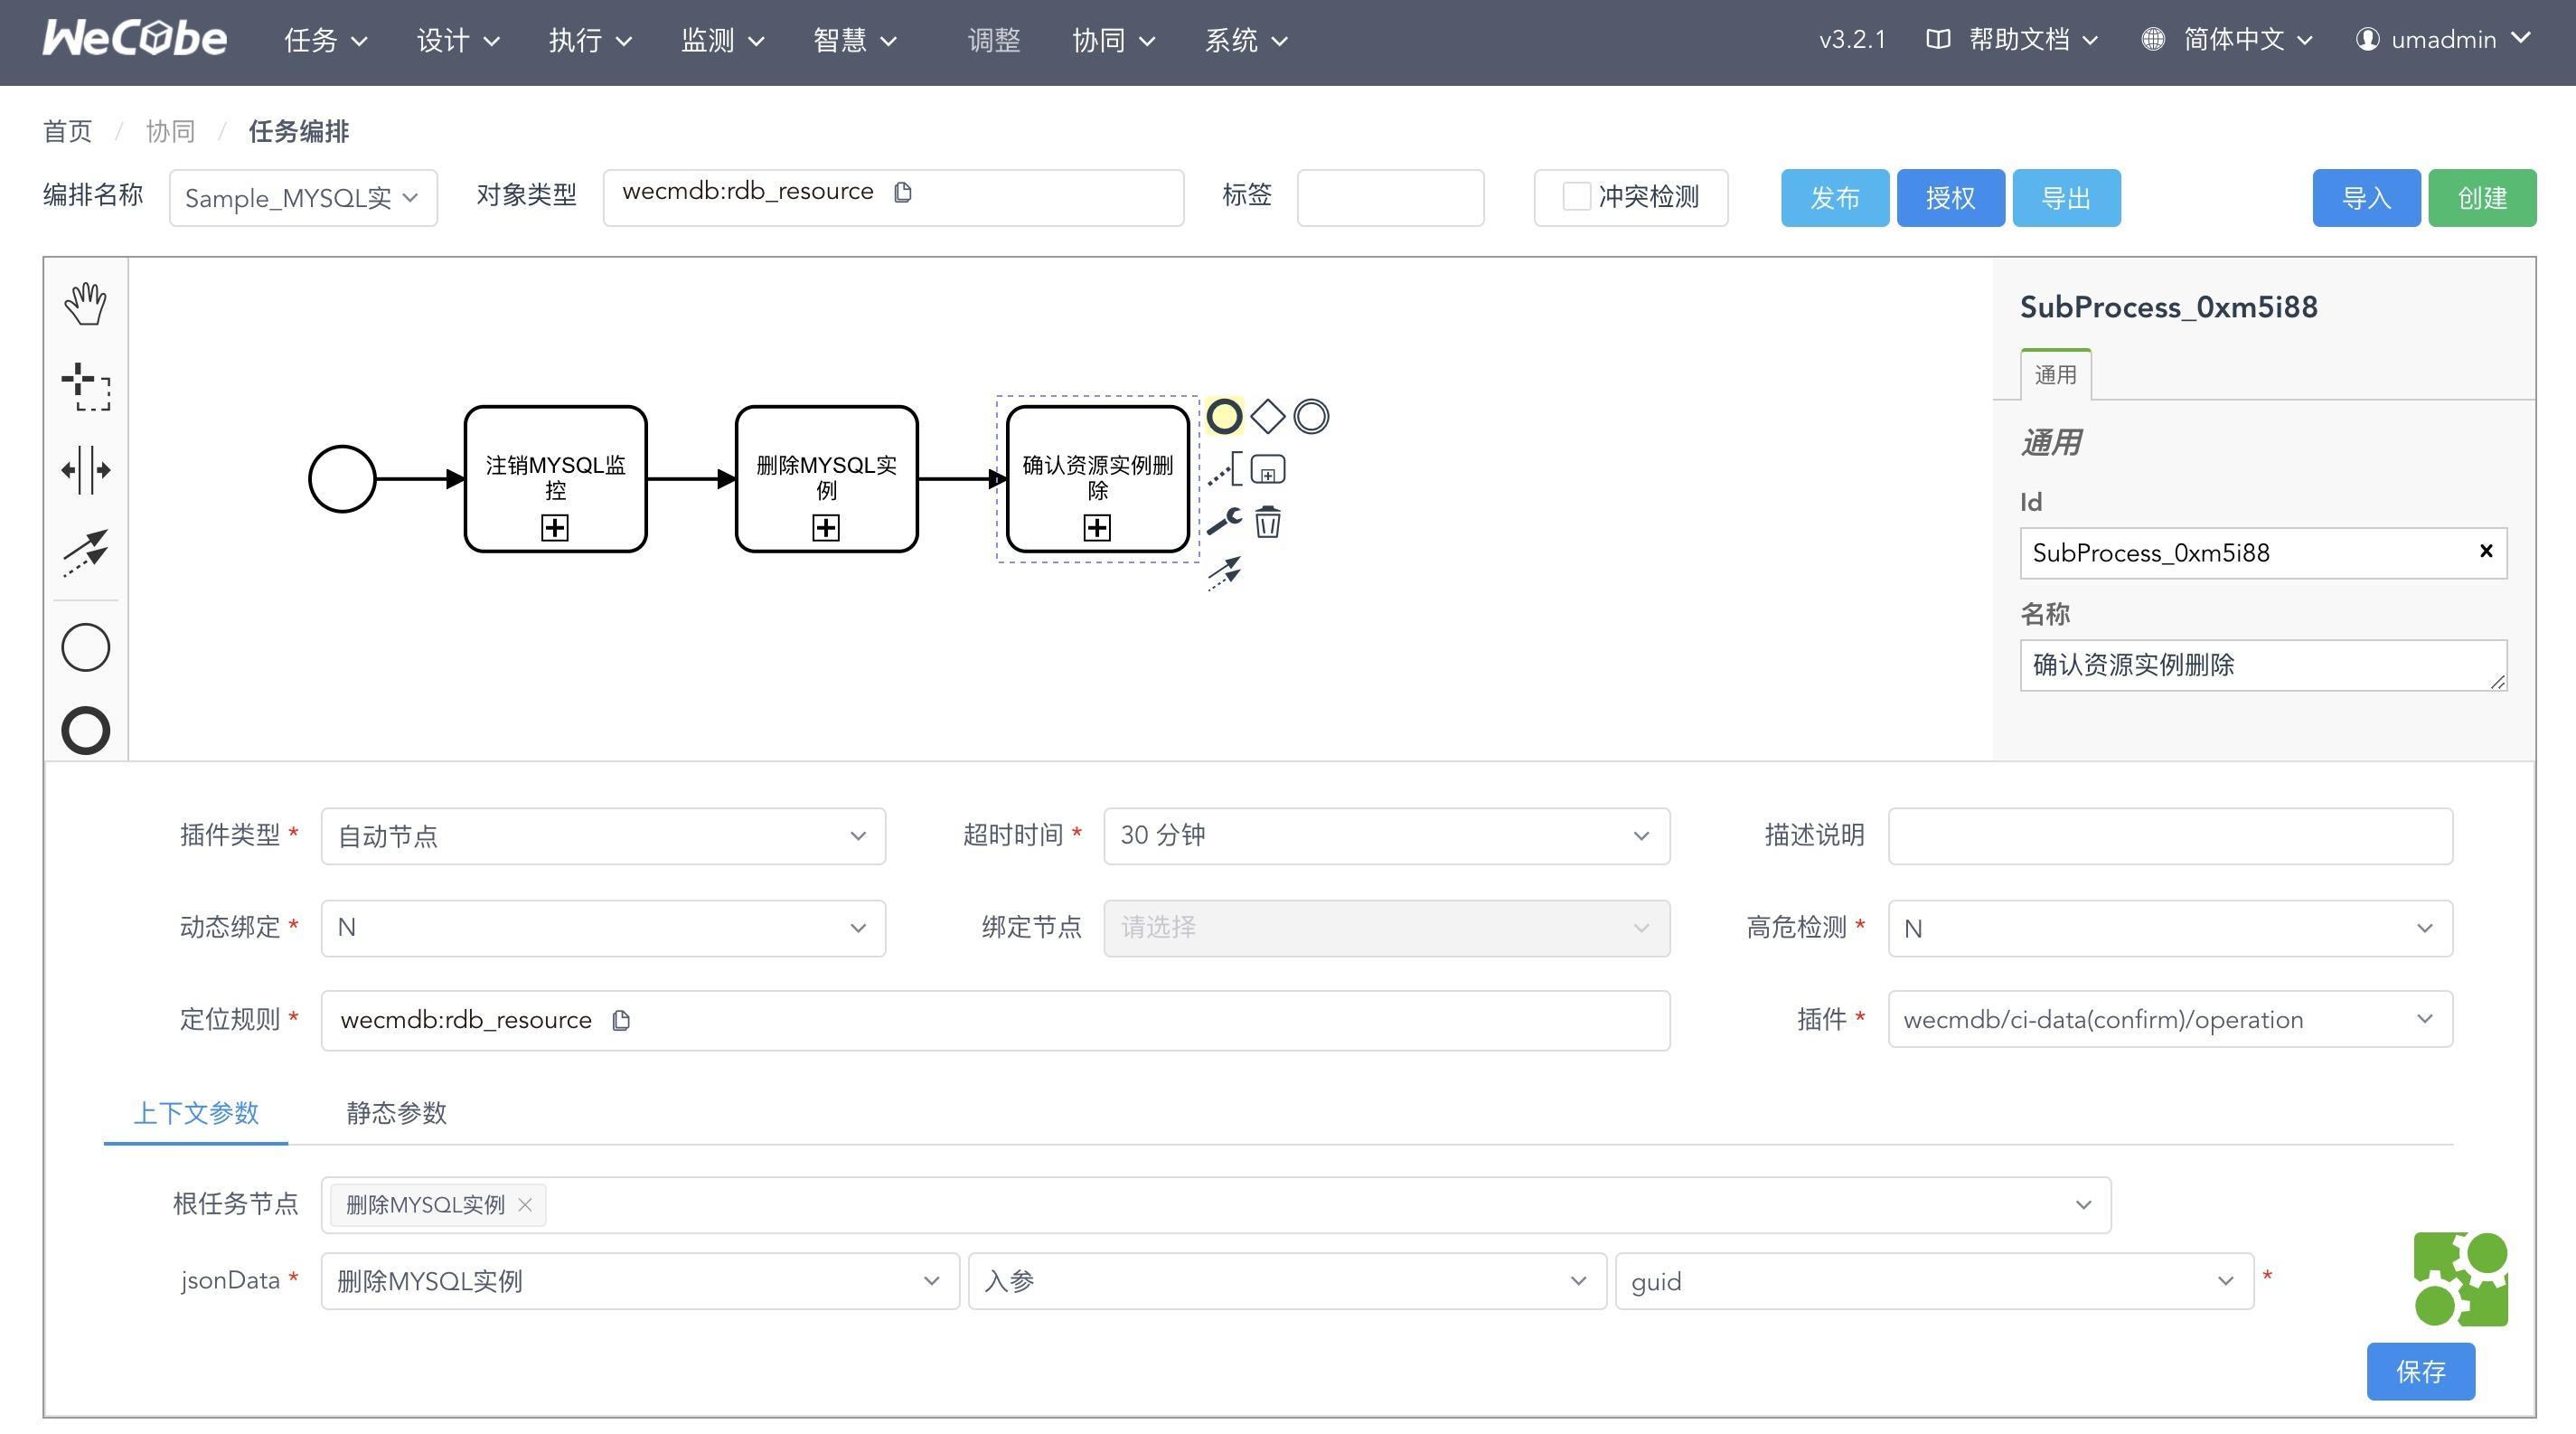 WeCube 任务 设计 执行 监测 智慧 调整 协同 系统 v3.2.1 帮助文档 简体中文 umadmin
首页 / 协同 / 任务编排
编排名称 Sample_MYSQL实 对象类型 wecmdb:rdb_resource 标签 冲突检测 发布 授权 导出 导入 创建
注销MYSQL监
控
删除MYSQL实
例
确认资源实例删
除
SubProcess_0xm5i88
通用
通用
Id
SubProcess_0xm5i88
名称
确认资源实例删除
插件类型 * 自动节点 超时时间 * 30 分钟 描述说明
动态绑定 * N 绑定节点 请选择 高危检测 * N
定位规则 * wecmdb:rdb_resource 插件 * wecmdb/ci-data(confirm)/operation
上下文参数 静态参数
根任务节点 删除MYSQL实例
jsonData * 删除MYSQL实例 入参 guid *
保存